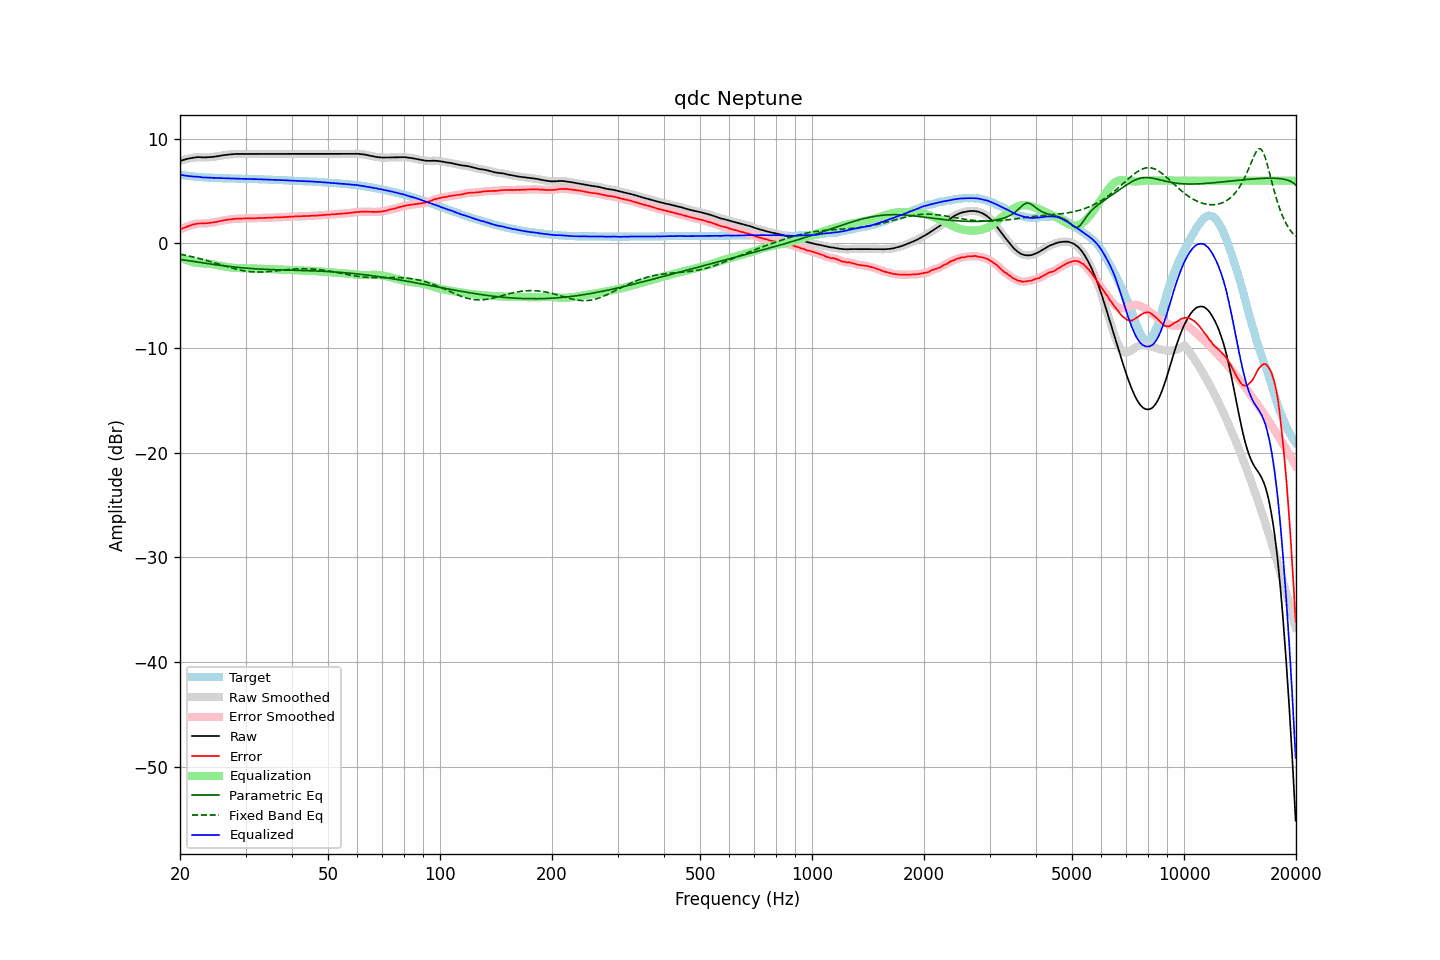 qdc Neptune
10
0
−10
−20
−30
−40
−50
Amplitude (dBr)
Target
Raw Smoothed
Error Smoothed
Raw
Error
Equalization
Parametric Eq
Fixed Band Eq
Equalized
20 50 100 200 500 1000 2000 5000 10000 20000
Frequency (Hz)